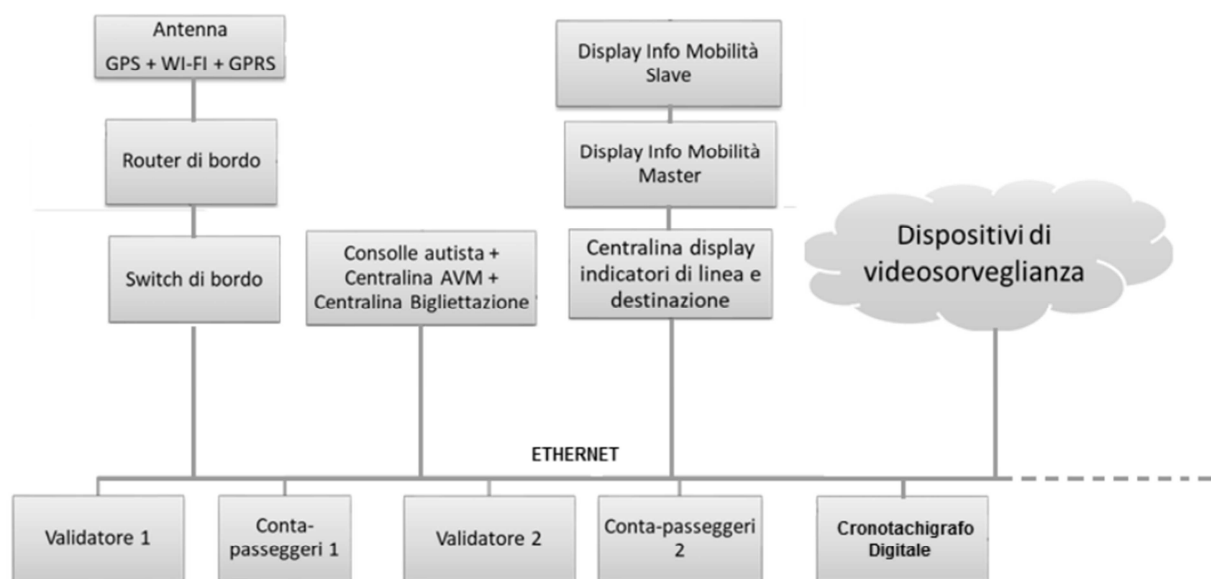 Antenna
GPS + WI-FI + GPRS
Router di bordo
Switch di bordo
Consolle autista +
Centralina AVM +
Centralina Bigliettazione
Display Info Mobilità
Slave
Display Info Mobilità
Master
Centralina display
indicatori di linea e
destinazione
Dispositivi di
videosorveglianza
ETHERNET
Validatore 1
Conta-
passeggeri 1
Validatore 2
Conta-passeggeri
2
Cronotachigrafo
Digitale